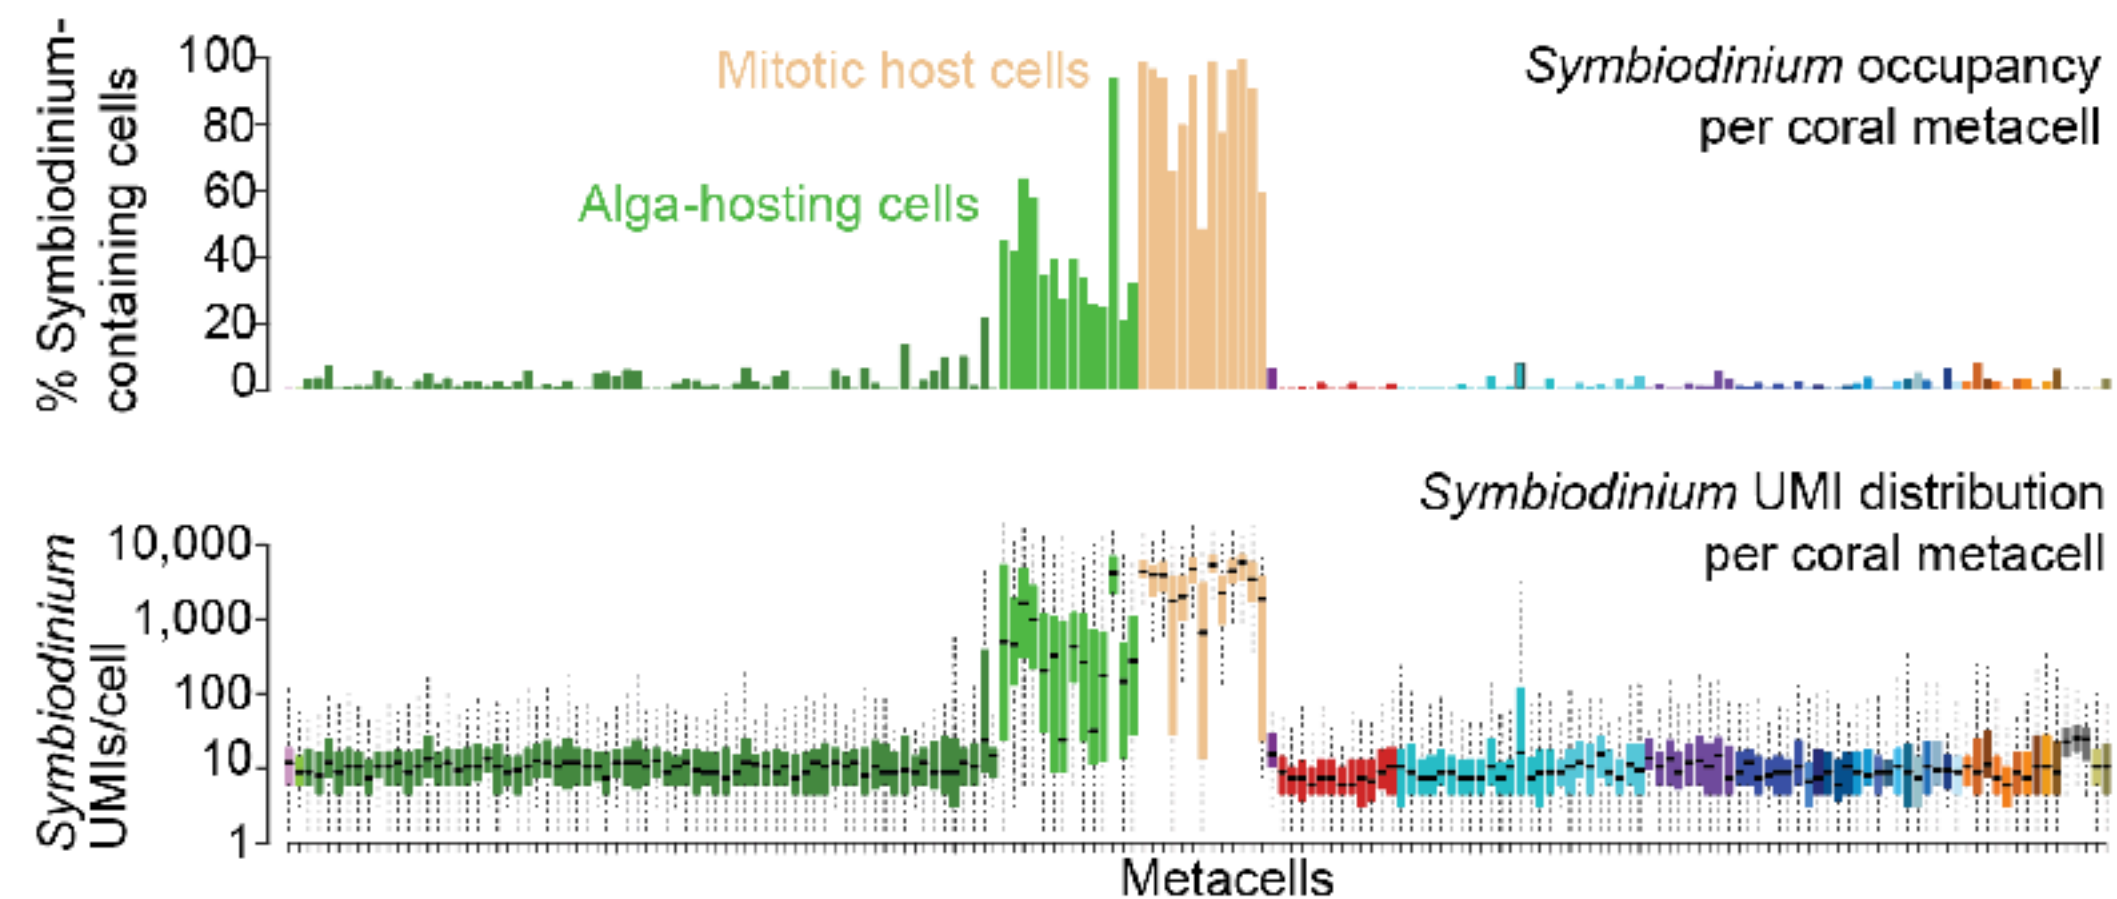 % Symbiodinium-
containing cells
100
80
60
40
20
0
Mitotic host cells
Alga-hosting cells
Symbiodinium occupancy
per coral metacell
Symbiodinium
UMIs/cell
10,000
1,000
100
10
1
Symbiodinium UMI distribution
per coral metacell
Metacells